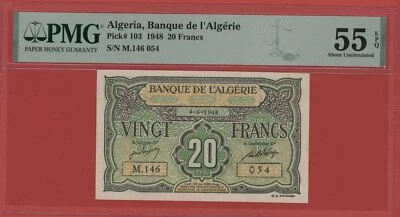 PMG
PAPER MONEY GUARANTY
Algeria, Banque de l'Algérie
Pick# 103 1948 20 Francs
S/N M.146 054
55 EPQ
About Uncirculated
BANQUE DE L'ALGÉRIE
4-6-1948
VINGT FRANCS
20
M.146
054